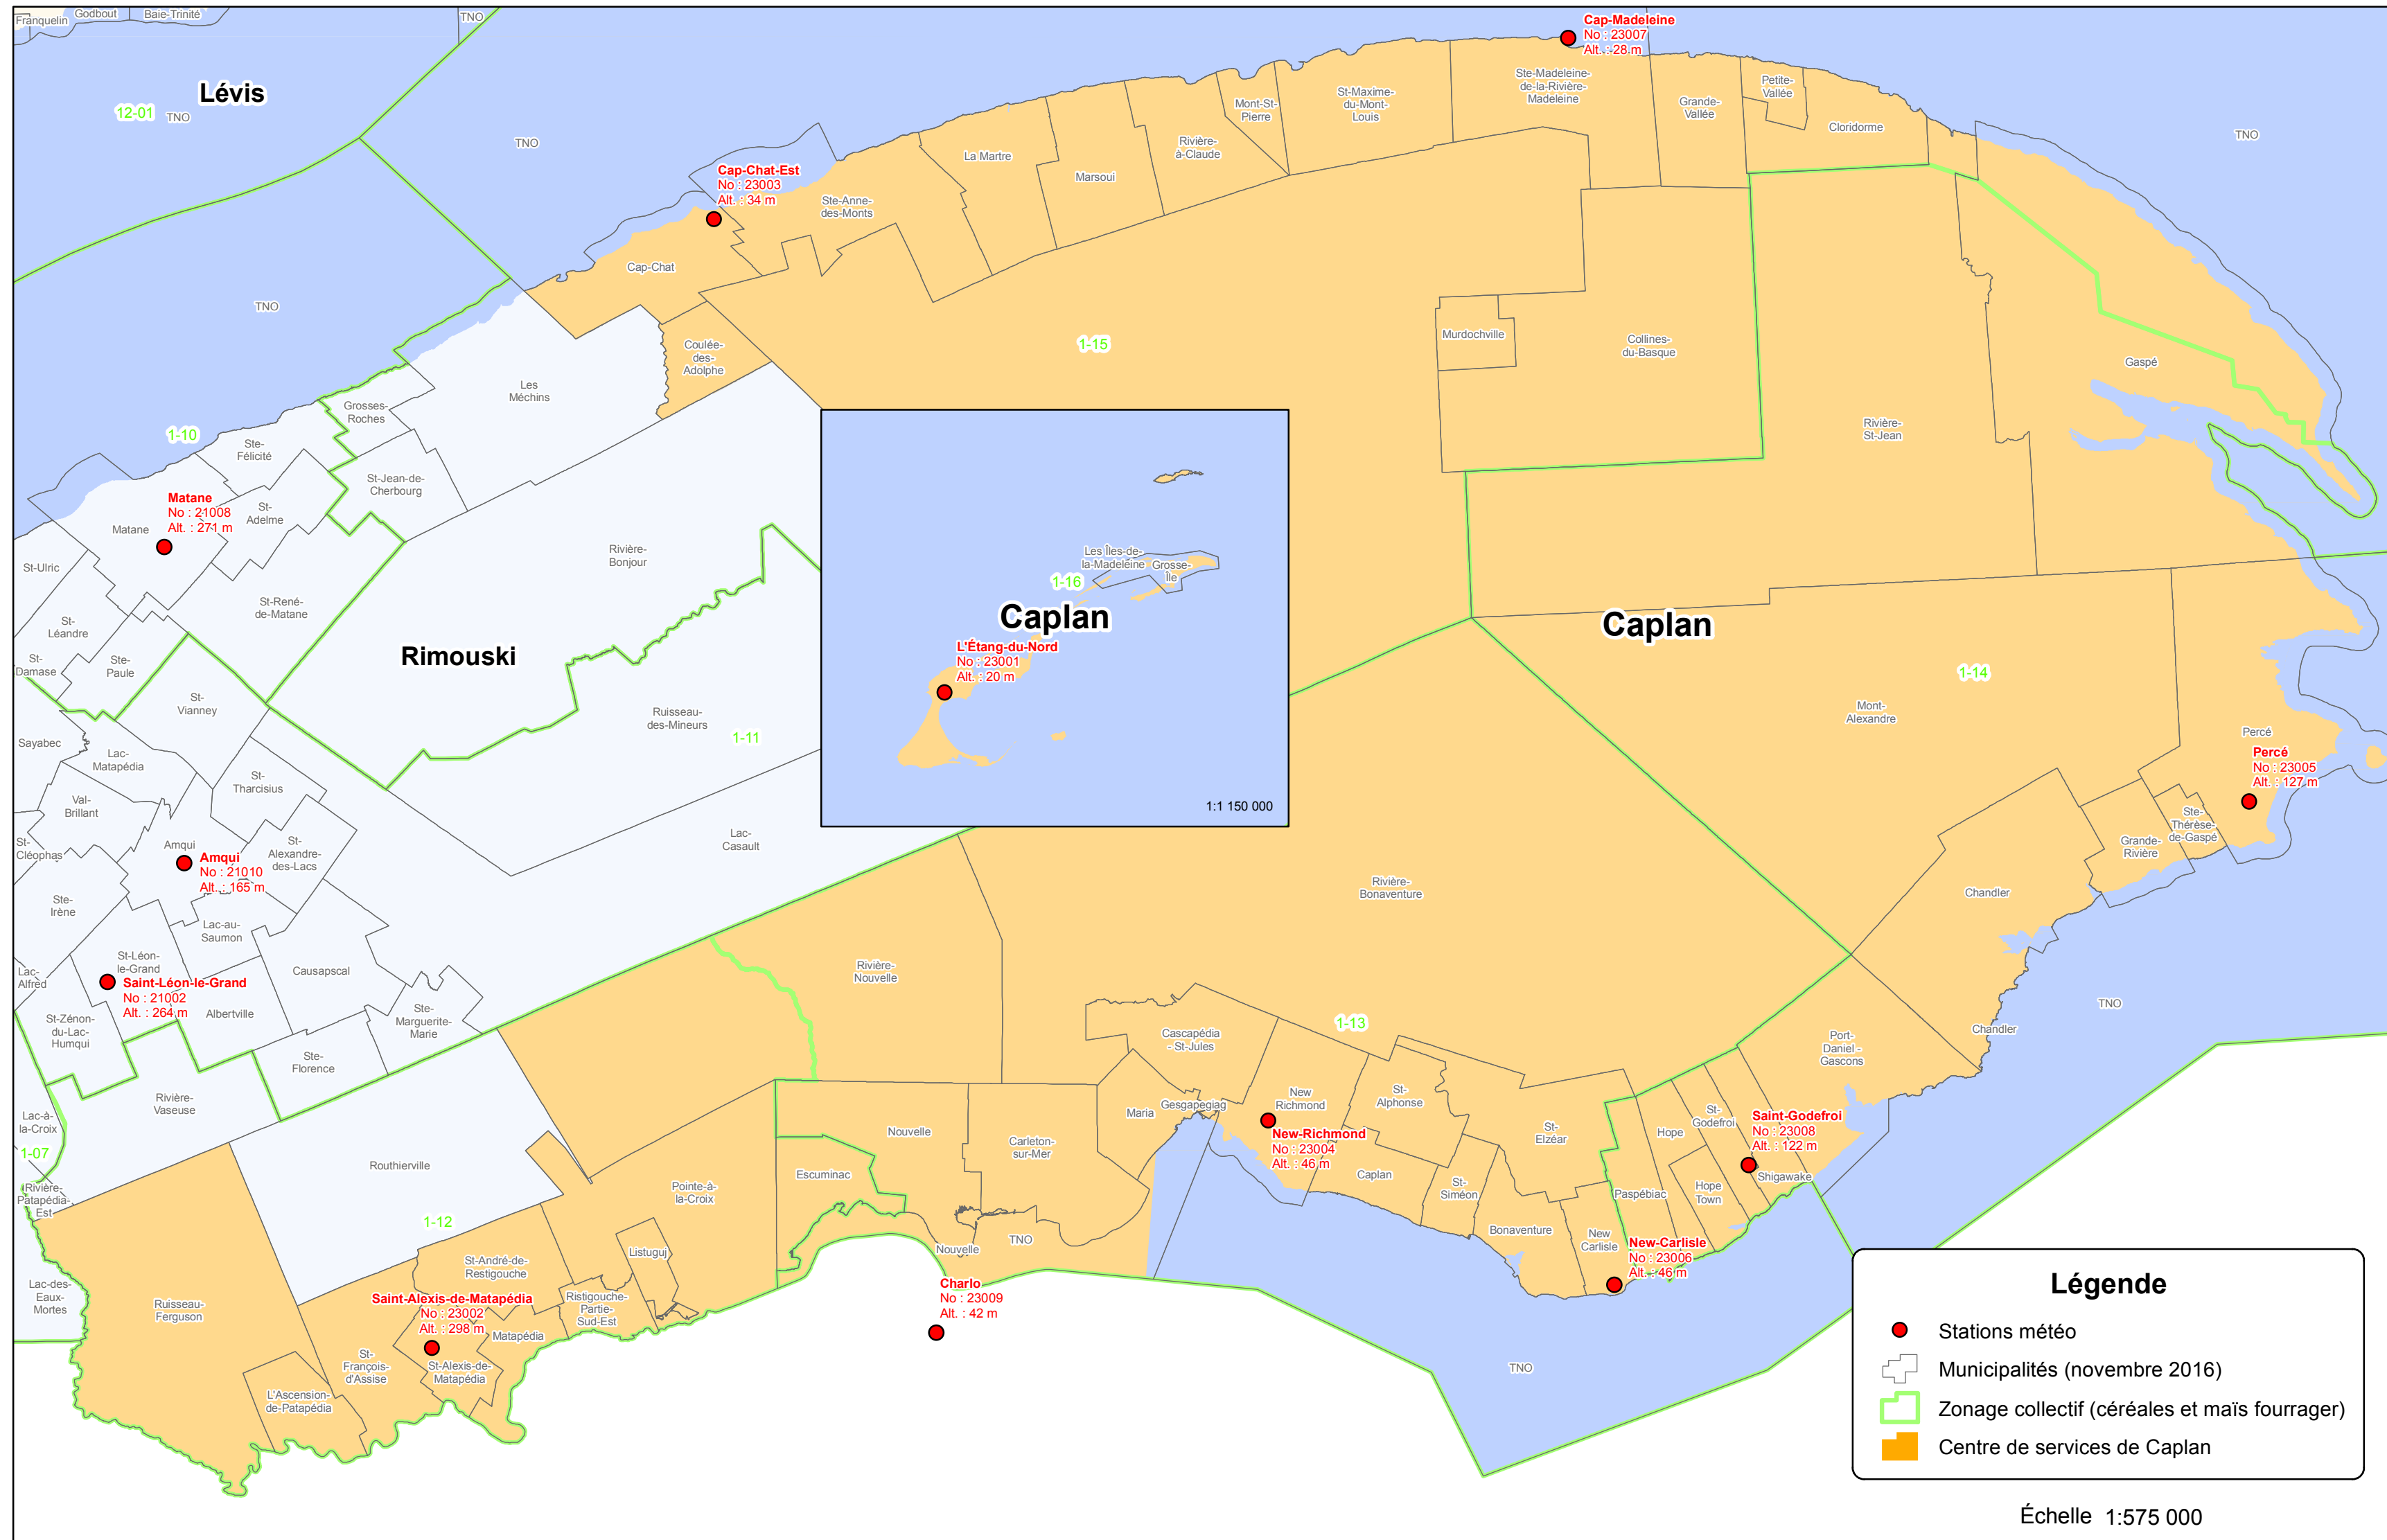 Franquelin
Godbout
Baie-Trinité
TNO
Lévis
12-01
TNO
TNO
TNO
Cap-Madeleine
No : 23007
Alt. : 28 m
Ste-Madeleine-
de-la-Rivière-
Madeleine
St-Maxime-
du-Mont-
Louis
Mont-St-
Pierre
Rivière-
à-Claude
Marsoui
La Martre
Grande-
Vallée
Petite-
Vallée
Cloridorme
TNO
Cap-Chat-Est
No : 23003
Alt. : 34 m
Ste-Anne-
des-Monts
Cap-Chat
Coulée-
des-
Adolphe
1-15
Murdochville
Collines-
du-Basque
Gaspé
Rivière-
St-Jean
Les
Méchins
Grosses-
Roches
1-10
Ste-
Félicité
St-Jean-de-
Cherbourg
Matane
No : 21008
Alt. : 271 m
Matane
St-
Adelme
St-Ulric
St-René-
de-Matane
Rivière-
Bonjour
St-
Léandre
St-
Damase
Ste-
Paule
Rimouski
St-
Vianney
Ruisseau-
des-Mineurs
1-11
Sayabec
Lac-
Matapédia
St-
Tharcisius
Val-
Brillant
St-
Cléophas
Amqui
Amqui
No : 21010
Alt. : 165 m
St-
Alexandre-
des-Lacs
Lac-
Casault
Ste-
Irène
Lac-au-
Saumon
Les Îles-de-
la-Madeleine
Grosse-
Île
1-16
Caplan
L'Étang-du-Nord
No : 23001
Alt. : 20 m
1:1 150 000
Caplan
1-14
Mont-
Alexandre
Percé
Percé
No : 23005
Alt. : 127 m
Ste-
Thérèse-
de-Gaspé
Grande-
Rivière
Chandler
Rivière-
Bonaventure
Lac-
Alfred
St-Léon-
le-Grand
Saint-Léon-le-Grand
No : 21002
Alt. : 264 m
Causapscal
Albertville
St-Zénon-
du-Lac-
Humqui
Ste-
Marguerite-
Marie
Ste-
Florence
Rivière-
Nouvelle
Cascapédia
- St-Jules
1-13
TNO
Chandler
Port-
Daniel -
Gascons
Rivière-
Vaseuse
Lac-à-
la-Croix
1-07
Rivière-
Patapédia-
Est
Routhierville
1-12
Pointe-à-
la-Croix
Nouvelle
Escuminac
Carleton-
sur-Mer
Maria
Gesgapegiag
New
Richmond
New-Richmond
No : 23004
Alt. : 46 m
St-
Alphonse
Caplan
St-
Siméon
St-
Elzéar
Hope
St-
Godefroi
Saint-Godefroi
No : 23008
Alt. : 122 m
Shigawake
Hope
Town
Paspébiac
Bonaventure
New
Carlisle
New-Carlisle
No : 23006
Alt. : 46 m
Nouvelle
TNO
Charlo
No : 23009
Alt. : 42 m
Lac-des-
Eaux-
Mortes
Ruisseau-
Ferguson
St-André-de-
Restigouche
Listuguj
Saint-Alexis-de-Matapédia
No : 23002
Alt. : 298 m
Ristigouche-
Partie-
Sud-Est
Matapédia
St-
François-
d'Assise
St-Alexis-de-
Matapédia
L'Ascension-
de-Patapédia
TNO
Légende
Stations météo
Municipalités (novembre 2016)
Zonage collectif (céréales et maïs fourrager)
Centre de services de Caplan
Échelle 1:575 000